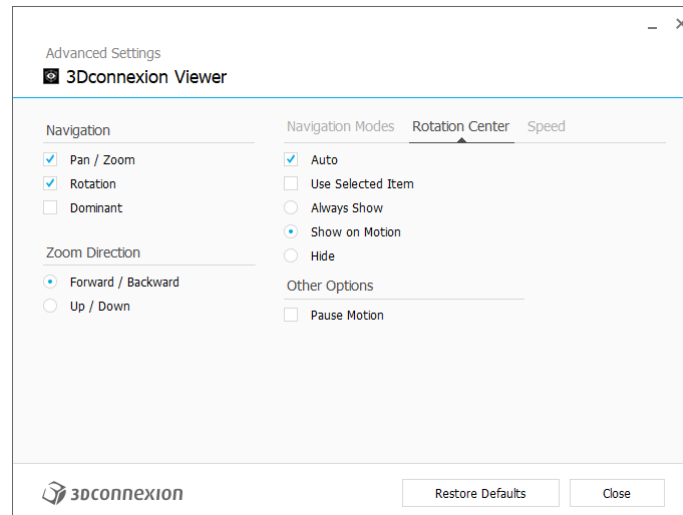 Advanced Settings
3Dconnexion Viewer
Navigation
Pan / Zoom
Rotation
Dominant
Zoom Direction
Forward / Backward
Up / Down
Navigation Modes Rotation Center Speed
Auto
Use Selected Item
Always Show
Show on Motion
Hide
Other Options
Pause Motion
3Dconnexion
Restore Defaults
Close